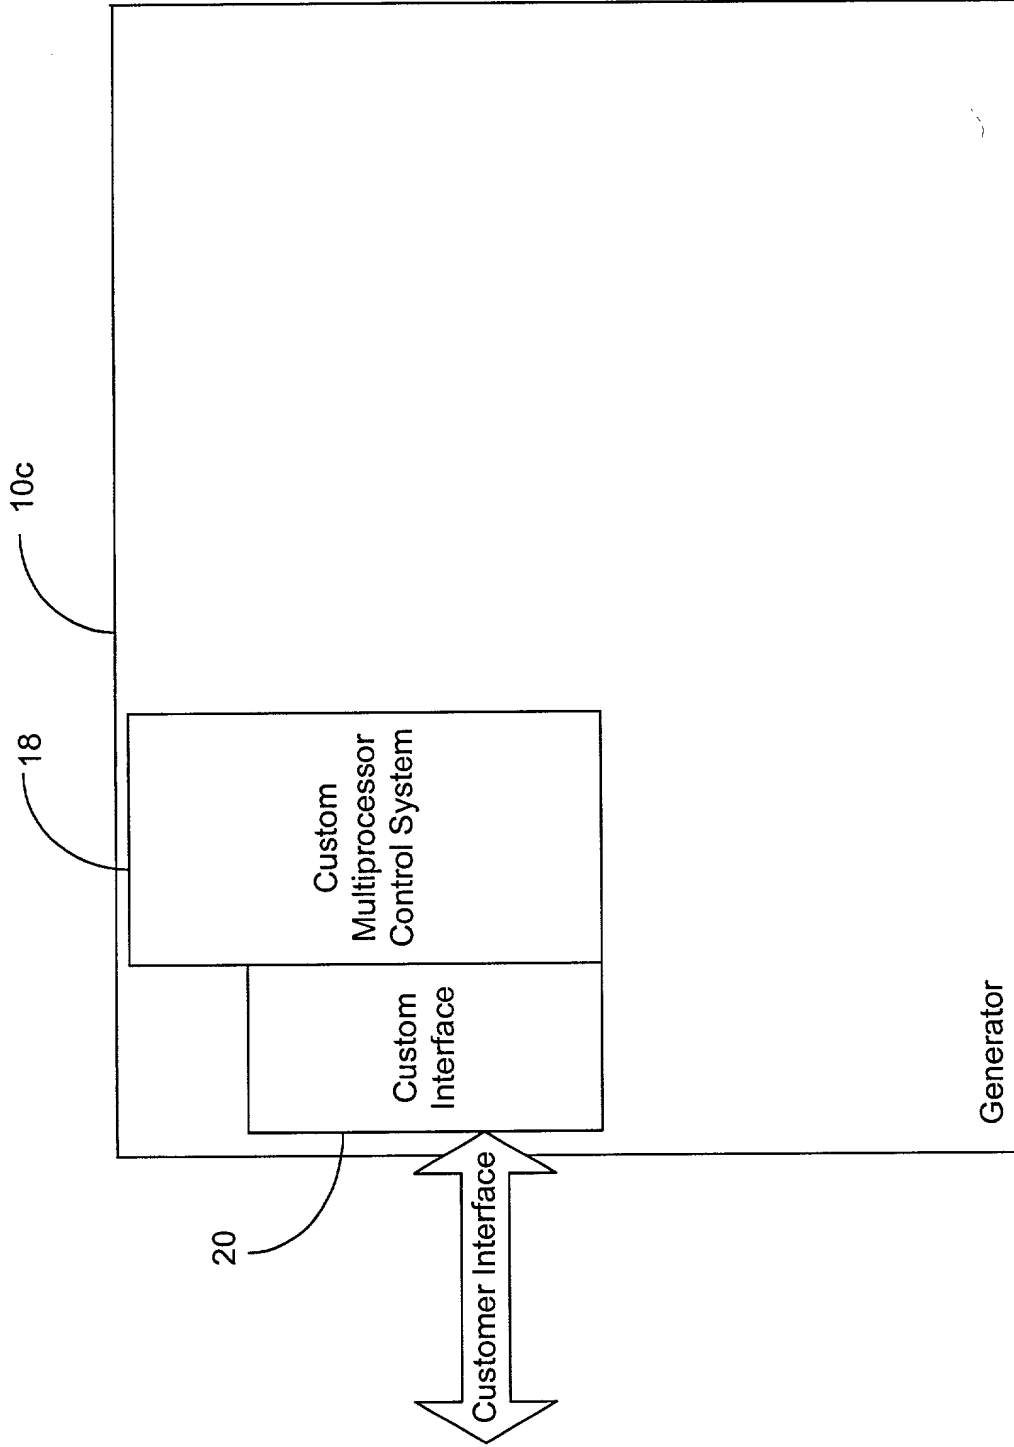 10c
18
Custom
Multiprocessor
Control System
20
Custom
Interface
Customer Interface
Generator